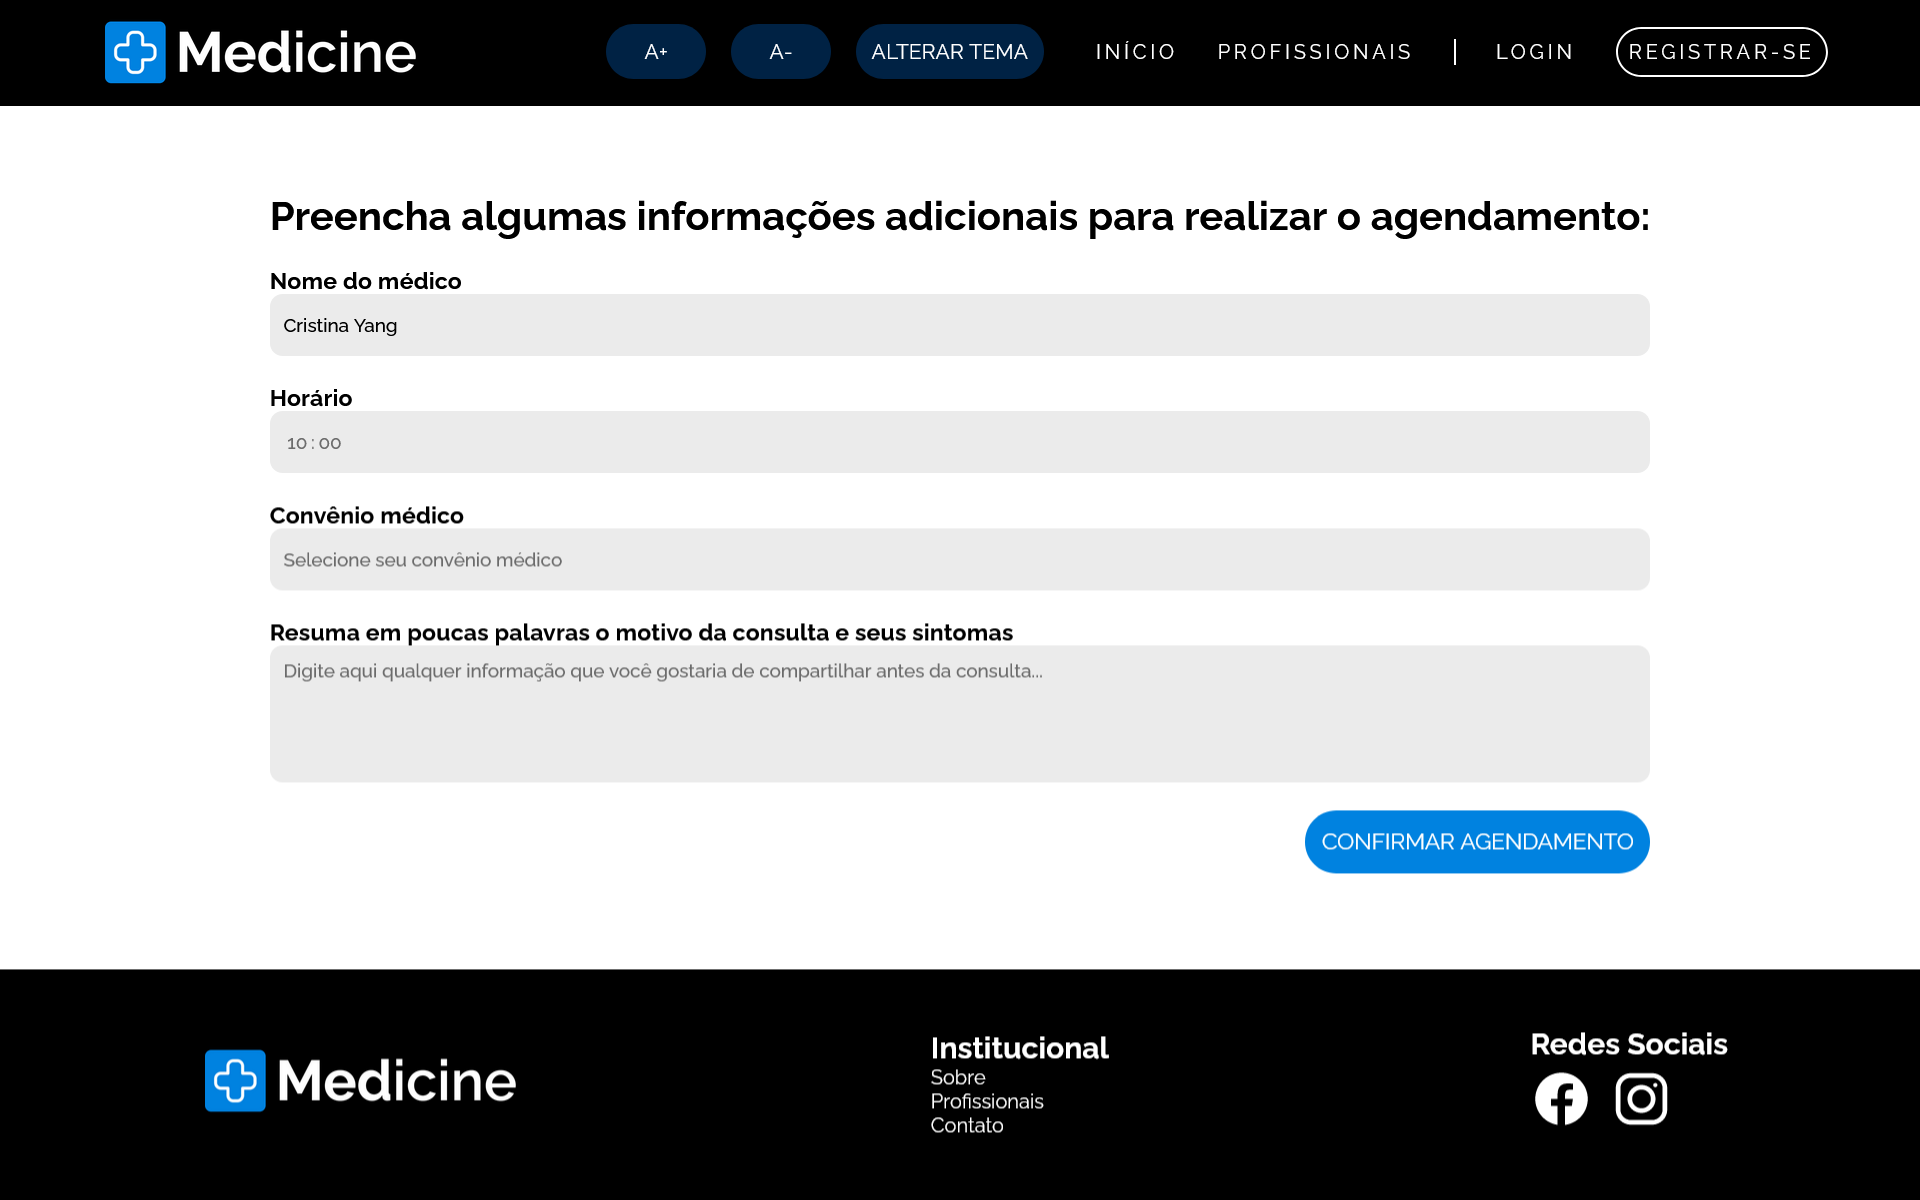 Medicine
A+
A-
ALTERAR TEMA
INÍCIO
PROFISSIONAIS
LOGIN
REGISTRAR-SE
Preencha algumas informações adicionais para realizar o agendamento:
Nome do médico
Cristina Yang
Horário
10 : 00
Convênio médico
Selecione seu convênio médico
Resuma em poucas palavras o motivo da consulta e seus sintomas
Digite aqui qualquer informação que você gostaria de compartilhar antes da consulta...
CONFIRMAR AGENDAMENTO
Medicine
Institucional
Sobre
Profissionais
Contato
Redes Sociais